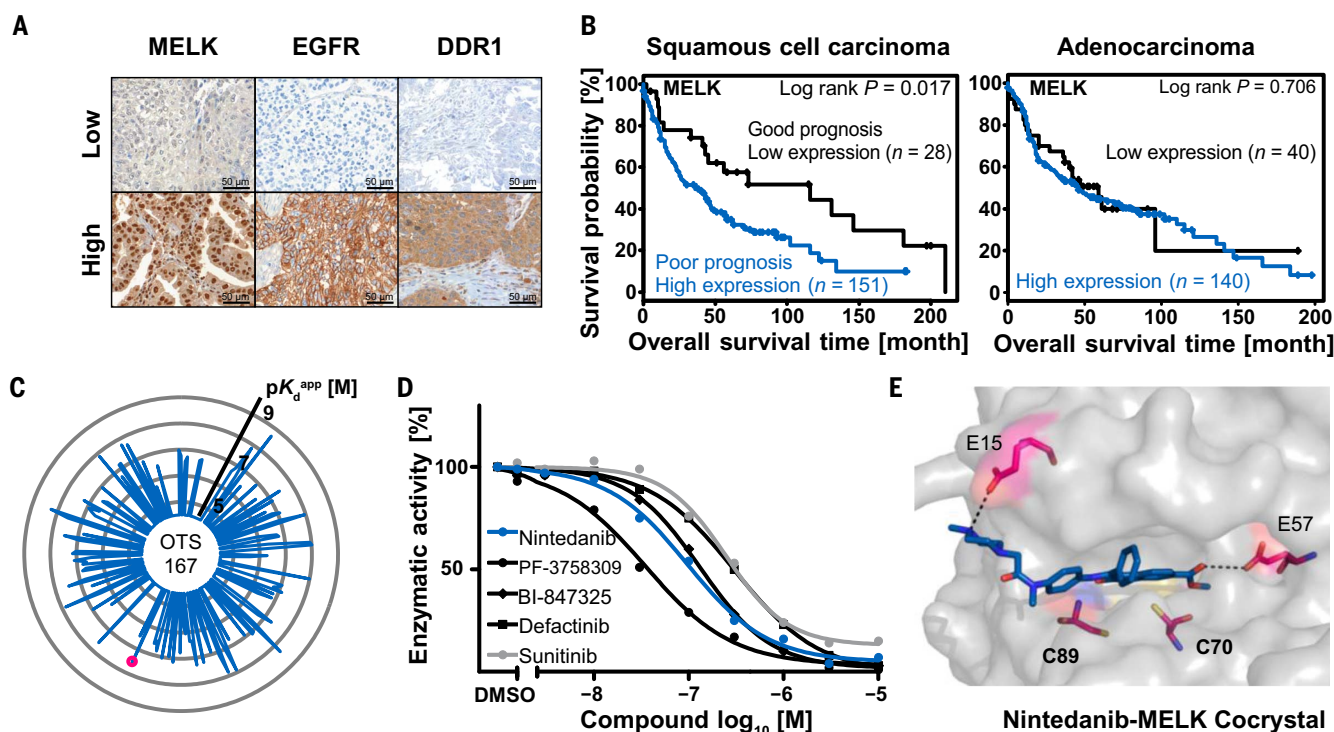 A
MELK
EGFR
DDR1
Low
High
50 µm
50 µm
50 µm
50 µm
50 µm
50 µm
B
Squamous cell carcinoma
Adenocarcinoma
Survival probability [%]
100
80
60
40
20
0
MELK
Log rank P = 0.017
Good prognosis
Low expression (n = 28)
Poor prognosis
High expression (n = 151)
0
50
100
150
200
Overall survival time [month]
100
80
60
40
20
0
Log rank P = 0.706
Low expression (n = 40)
High expression (n = 140)
0
50
100
150
200
Overall survival time [month]
C
pKd app [M]
9
7
5
OTS
167
D
Enzymatic activity [%]
100
50
Nintedanib
PF-3758309
BI-847325
Defactinib
Sunitinib
DMSO
−8
−7
−6
−5
Compound log10 [M]
E
E15
E57
C89
C70
Nintedanib-MELK Cocrystal